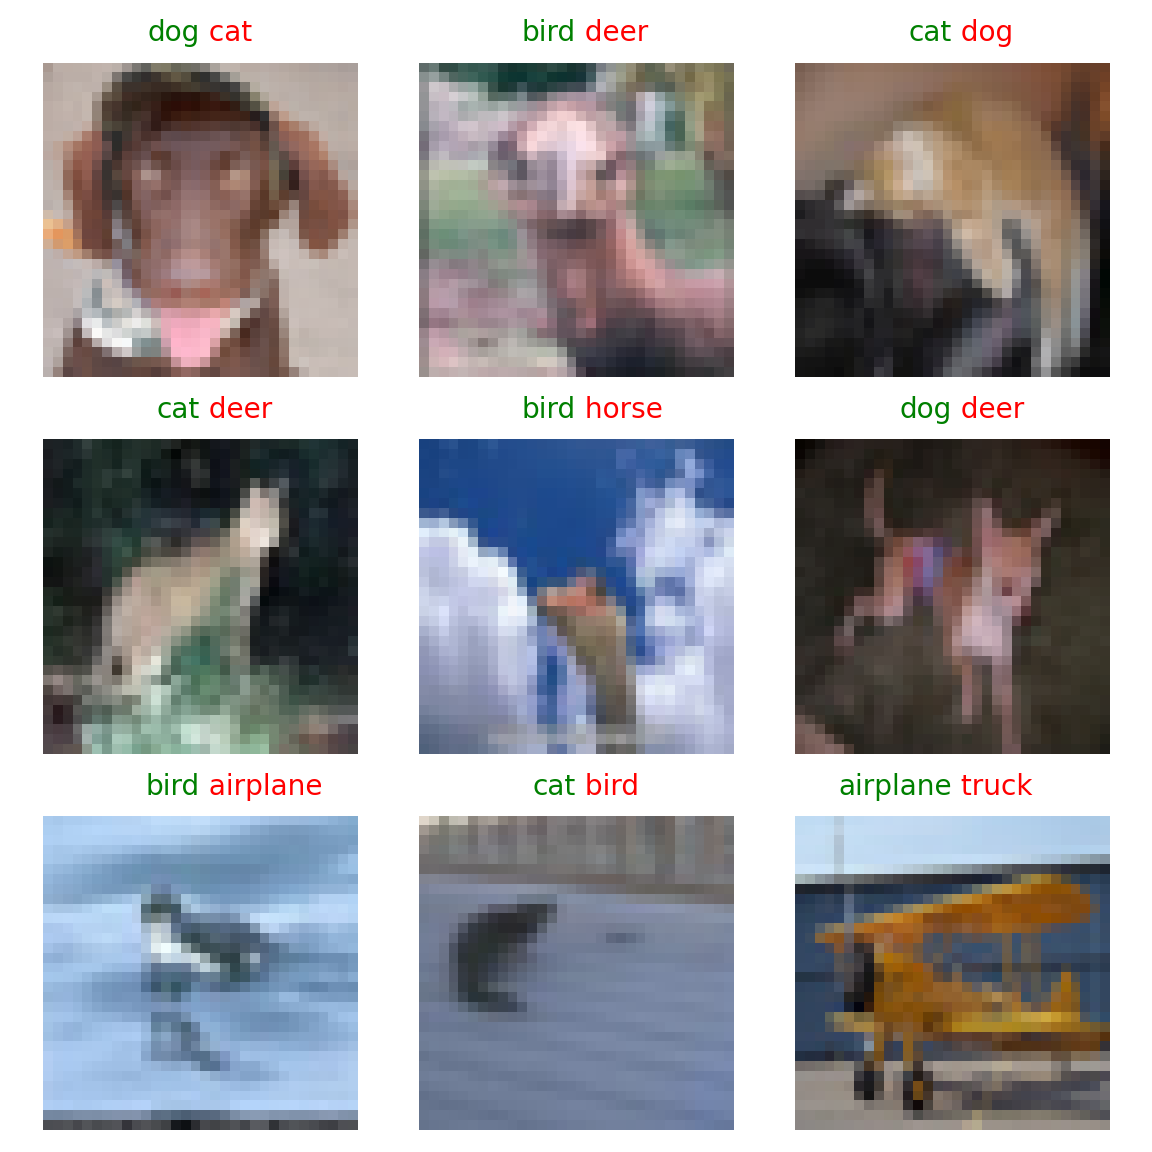 dog cat
bird deer
cat dog
cat deer
bird horse
dog deer
bird airplane
cat bird
airplane truck